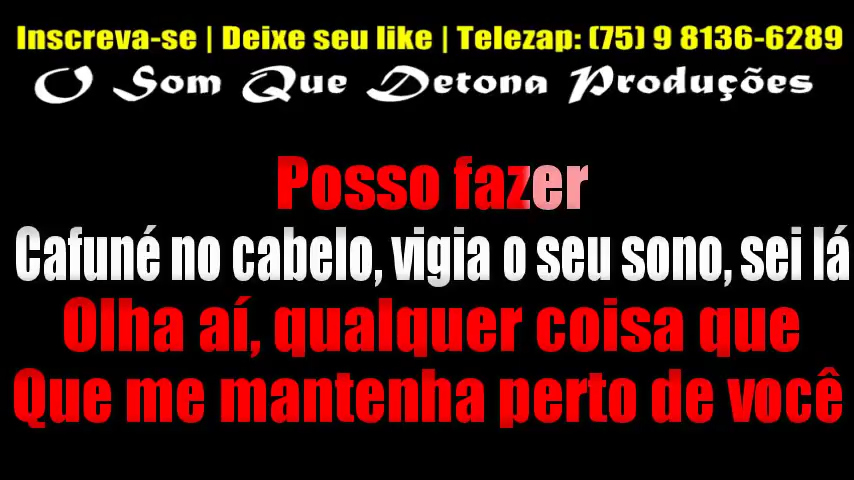 Inscreva-se | Deixe seu like | Telezap: (75) 9 8136-6289
O Som Que Detona Produções
Posso fazer
Cafuné no cabelo, vigia o seu sono, sei lá
Olha aí, qualquer coisa que
Que me mantenha perto de você